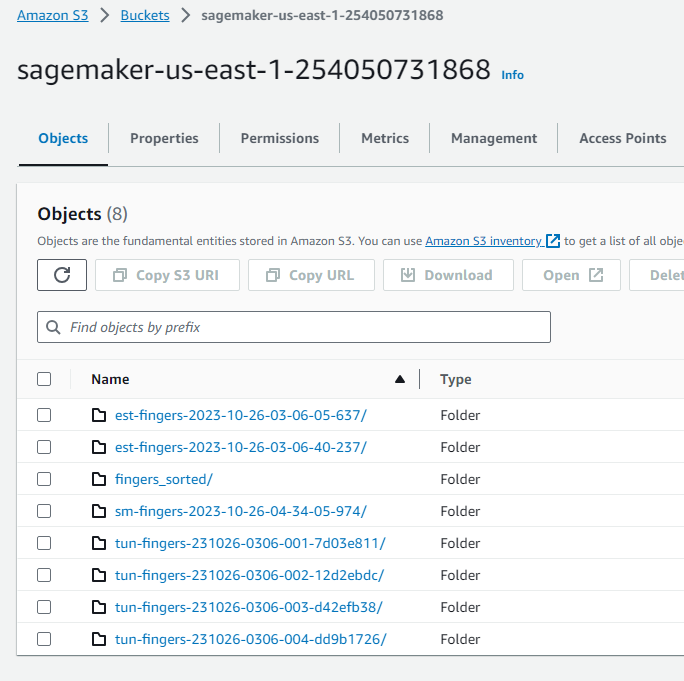 Amazon S3 > Buckets > sagemaker-us-east-1-254050731868
sagemaker-us-east-1-254050731868 Info
Objects Properties Permissions Metrics Management Access Points
Objects (8)
Objects are the fundamental entities stored in Amazon S3. You can use Amazon S3 inventory to get a list of all obje
Copy S3 URI Copy URL Download Open Delet
Find objects by prefix
Name Type
est-fingers-2023-10-26-03-06-05-637/ Folder
est-fingers-2023-10-26-03-06-40-237/ Folder
fingers_sorted/ Folder
sm-fingers-2023-10-26-04-34-05-974/ Folder
tun-fingers-231026-0306-001-7d03e811/ Folder
tun-fingers-231026-0306-002-12d2ebdc/ Folder
tun-fingers-231026-0306-003-d42efb38/ Folder
tun-fingers-231026-0306-004-dd9b1726/ Folder